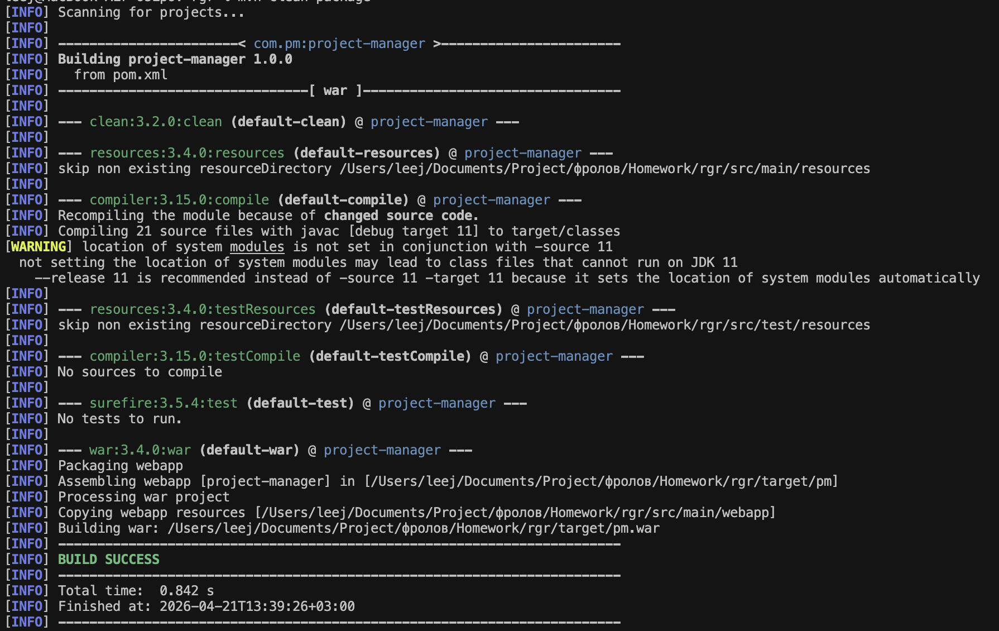 [INFO] Scanning for projects...
[INFO]
[INFO] -----------------------< com.pm:project-manager >-----------------------
[INFO] Building project-manager 1.0.0
[INFO]   from pom.xml
[INFO] --------------------------------[ war ]---------------------------------
[INFO]
[INFO] --- clean:3.2.0:clean (default-clean) @ project-manager ---
[INFO]
[INFO] --- resources:3.4.0:resources (default-resources) @ project-manager ---
[INFO] skip non existing resourceDirectory /Users/leej/Documents/Project/фролов/Homework/rgr/src/main/resources
[INFO]
[INFO] --- compiler:3.15.0:compile (default-compile) @ project-manager ---
[INFO] Recompiling the module because of changed source code.
[INFO] Compiling 21 source files with javac [debug target 11] to target/classes
[WARNING] location of system modules is not set in conjunction with -source 11
  not setting the location of system modules may lead to class files that cannot run on JDK 11
    --release 11 is recommended instead of -source 11 -target 11 because it sets the location of system modules automatically
[INFO]
[INFO] --- resources:3.4.0:testResources (default-testResources) @ project-manager ---
[INFO] skip non existing resourceDirectory /Users/leej/Documents/Project/фролов/Homework/rgr/src/test/resources
[INFO]
[INFO] --- compiler:3.15.0:testCompile (default-testCompile) @ project-manager ---
[INFO] No sources to compile
[INFO]
[INFO] --- surefire:3.5.4:test (default-test) @ project-manager ---
[INFO] No tests to run.
[INFO]
[INFO] --- war:3.4.0:war (default-war) @ project-manager ---
[INFO] Packaging webapp
[INFO] Assembling webapp [project-manager] in [/Users/leej/Documents/Project/фролов/Homework/rgr/target/pm]
[INFO] Processing war project
[INFO] Copying webapp resources [/Users/leej/Documents/Project/фролов/Homework/rgr/src/main/webapp]
[INFO] Building war: /Users/leej/Documents/Project/фролов/Homework/rgr/target/pm.war
[INFO] ------------------------------------------------------------------------
[INFO] BUILD SUCCESS
[INFO] ------------------------------------------------------------------------
[INFO] Total time:  0.842 s
[INFO] Finished at: 2026-04-21T13:39:26+03:00
[INFO] ------------------------------------------------------------------------